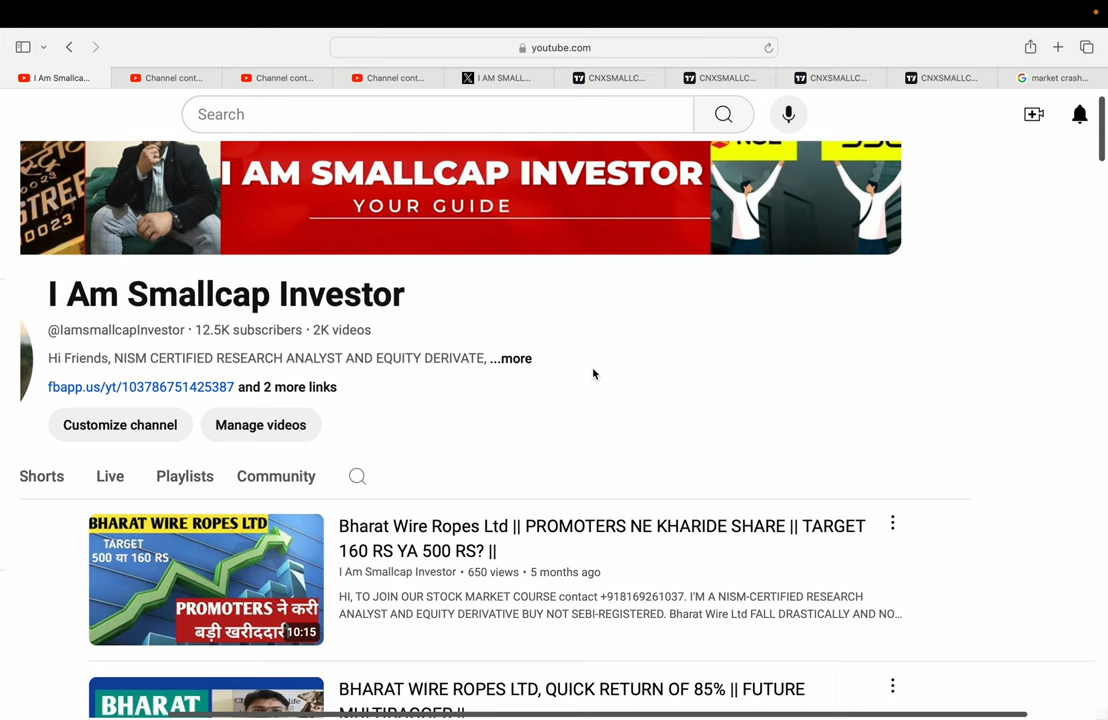 youtube.com
I Am Smallca...
Channel cont...
Channel cont...
Channel cont...
I AM SMALL...
CNXSMALLC...
CNXSMALLC...
CNXSMALLC...
CNXSMALLC...
market crash...
Search
STREET
0023
I AM SMALLCAP INVESTOR
YOUR GUIDE
I Am Smallcap Investor
@IamsmallcapInvestor · 12.5K subscribers · 2K videos
Hi Friends, NISM CERTIFIED RESEARCH ANALYST AND EQUITY DERIVATE, ...more
fbapp.us/yt/103786751425387 and 2 more links
Customize channel
Manage videos
Shorts
Live
Playlists
Community
BHARAT WIRE ROPES LTD
TARGET
500 या 160 RS
PROMOTERS ने करी
बड़ी खरीददारी
10:15
Bharat Wire Ropes Ltd || PROMOTERS NE KHARIDE SHARE || TARGET
160 RS YA 500 RS? ||
I Am Smallcap Investor • 650 views • 5 months ago
HI, TO JOIN OUR STOCK MARKET COURSE contact +918169261037. I'M A NISM-CERTIFIED RESEARCH
ANALYST AND EQUITY DERIVATIVE BUY NOT SEBI-REGISTERED. Bharat Wire Ltd FALL DRASTICALLY AND NO...
BHARAT
BHARAT WIRE ROPES LTD, QUICK RETURN OF 85% || FUTURE
MULTIBAGGER ||